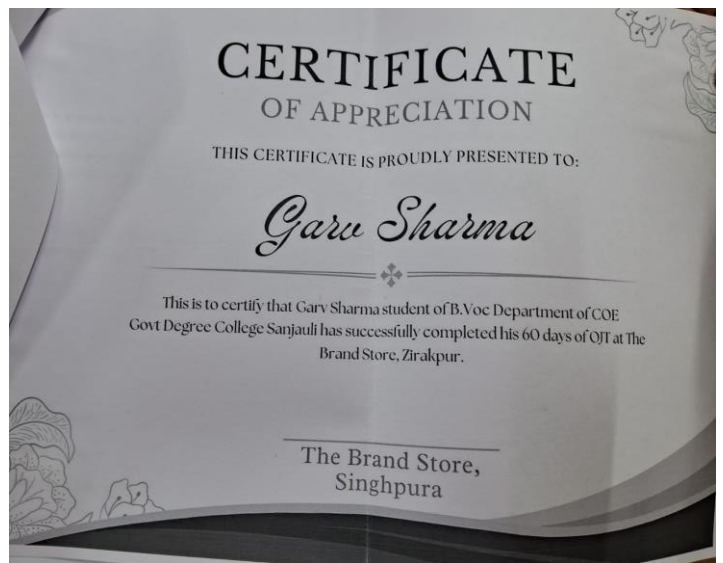 CERTIFICATE
OF APPRECIATION
THIS CERTIFICATE IS PROUDLY PRESENTED TO:
Garv Sharma
This is to certify that Garv Sharma student of B.Voc Department of COE
Govt Degree College Sanjauli has successfully completed his 60 days of OJT at The
Brand Store, Zirakpur.
The Brand Store,
Singhpura